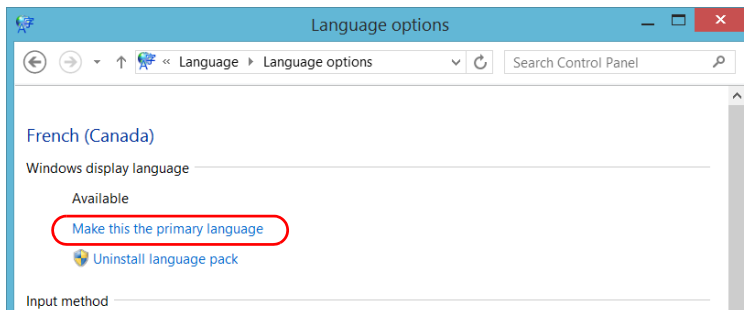 Language options
« Language Language options Search Control Panel
French (Canada)
Windows display language
Available
Make this the primary language
Uninstall language pack
Input method